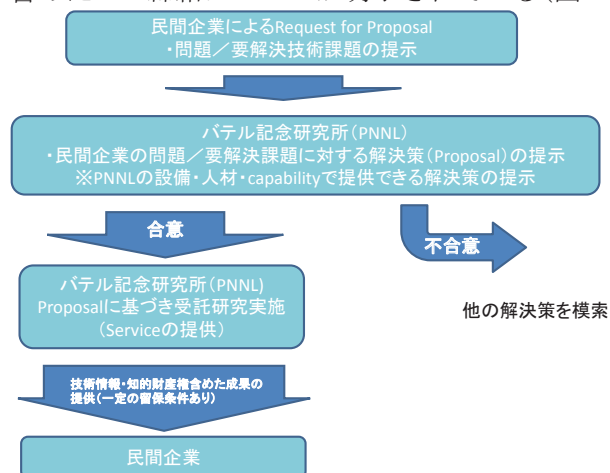 民間企業によるRequest for Proposal
・問題／要解決技術課題の提示
バテル記念研究所（PNNL）
・民間企業の問題／要解決課題に対する解決策（Proposal）の提示
※PNNLの設備・人材・capabilityで提供できる解決策の提示
合意
不合意
バテル記念研究所（PNNL)
Proposalに基づき受託研究実施
（Serviceの提供）
他の解決策を模索
技術情報・知的財産権含めた成果の
提供（一定の留保条件あり）
民間企業